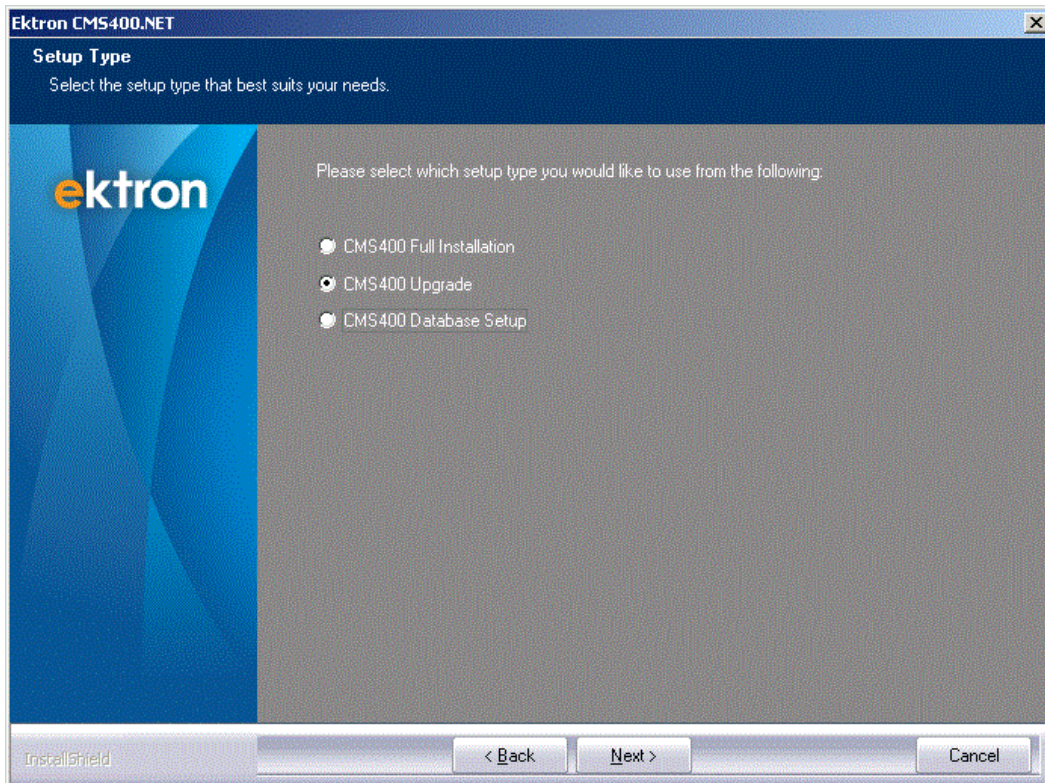 Ektron CMS400.NET
Setup Type
Select the setup type that best suits your needs.
ektron
Please select which setup type you would like to use from the following:
CMS400 Full Installation
CMS400 Upgrade
CMS400 Database Setup
InstallShield
< Back
Next >
Cancel